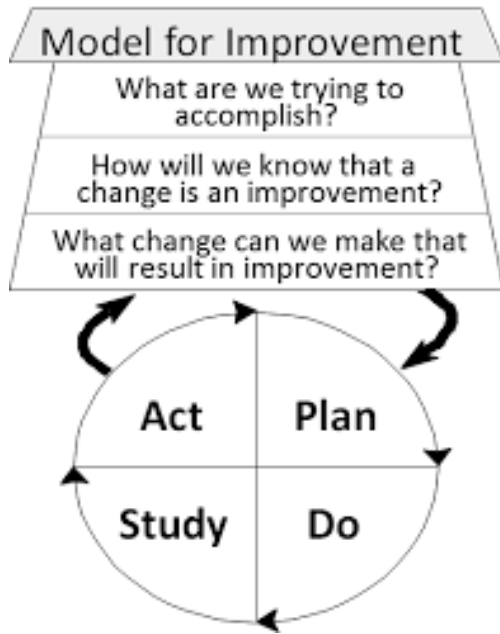 Model for Improvement
What are we trying to
accomplish?
How will we know that a
change is an improvement?
What change can we make that
will result in improvement?
Act
Plan
Study
Do